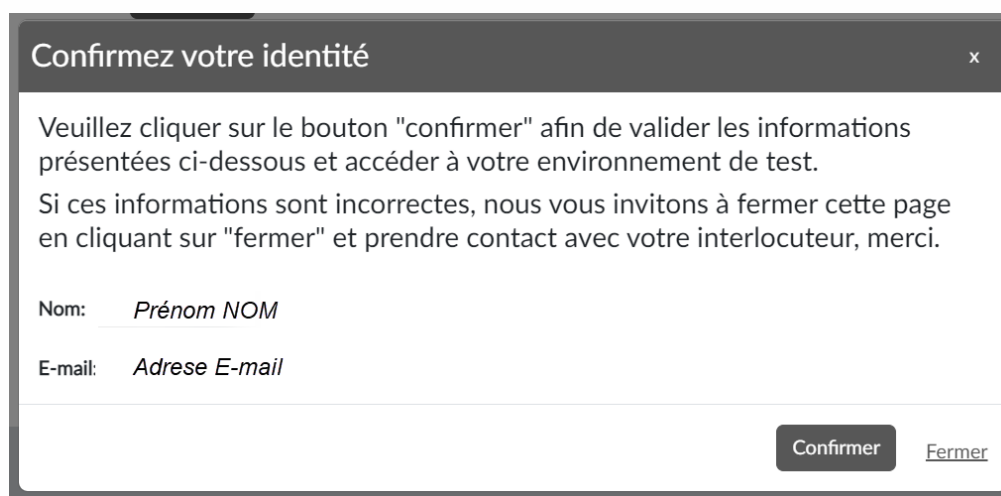 Confirmez votre identité
x
Veuillez cliquer sur le bouton "confirmer" afin de valider les informations
présentées ci-dessous et accéder à votre environnement de test.
Si ces informations sont incorrectes, nous vous invitons à fermer cette page
en cliquant sur "fermer" et prendre contact avec votre interlocuteur, merci.
Nom: Prénom NOM
E-mail: Adrese E-mail
Confirmer Fermer